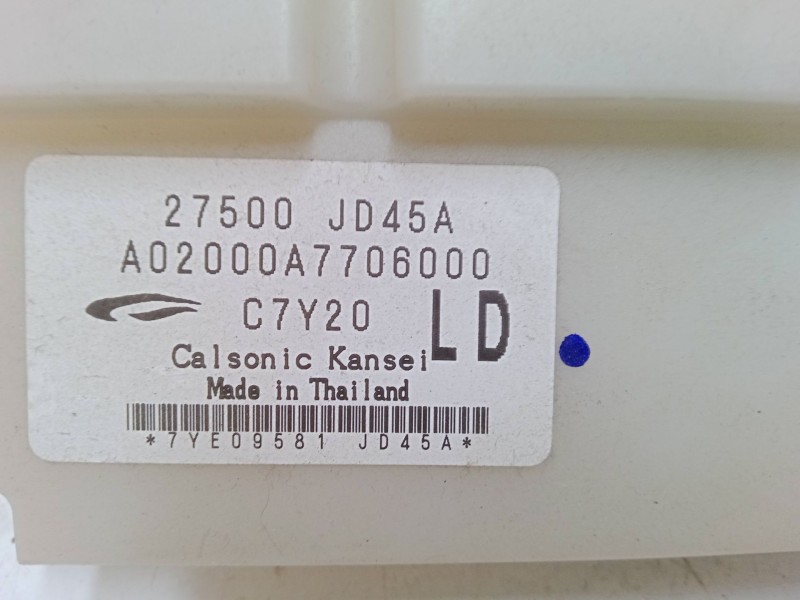 27500 JD45A
A02000A7706000
C7Y20 LD
Calsonic Kansei
Made in Thailand
*7YE09581 JD45A*